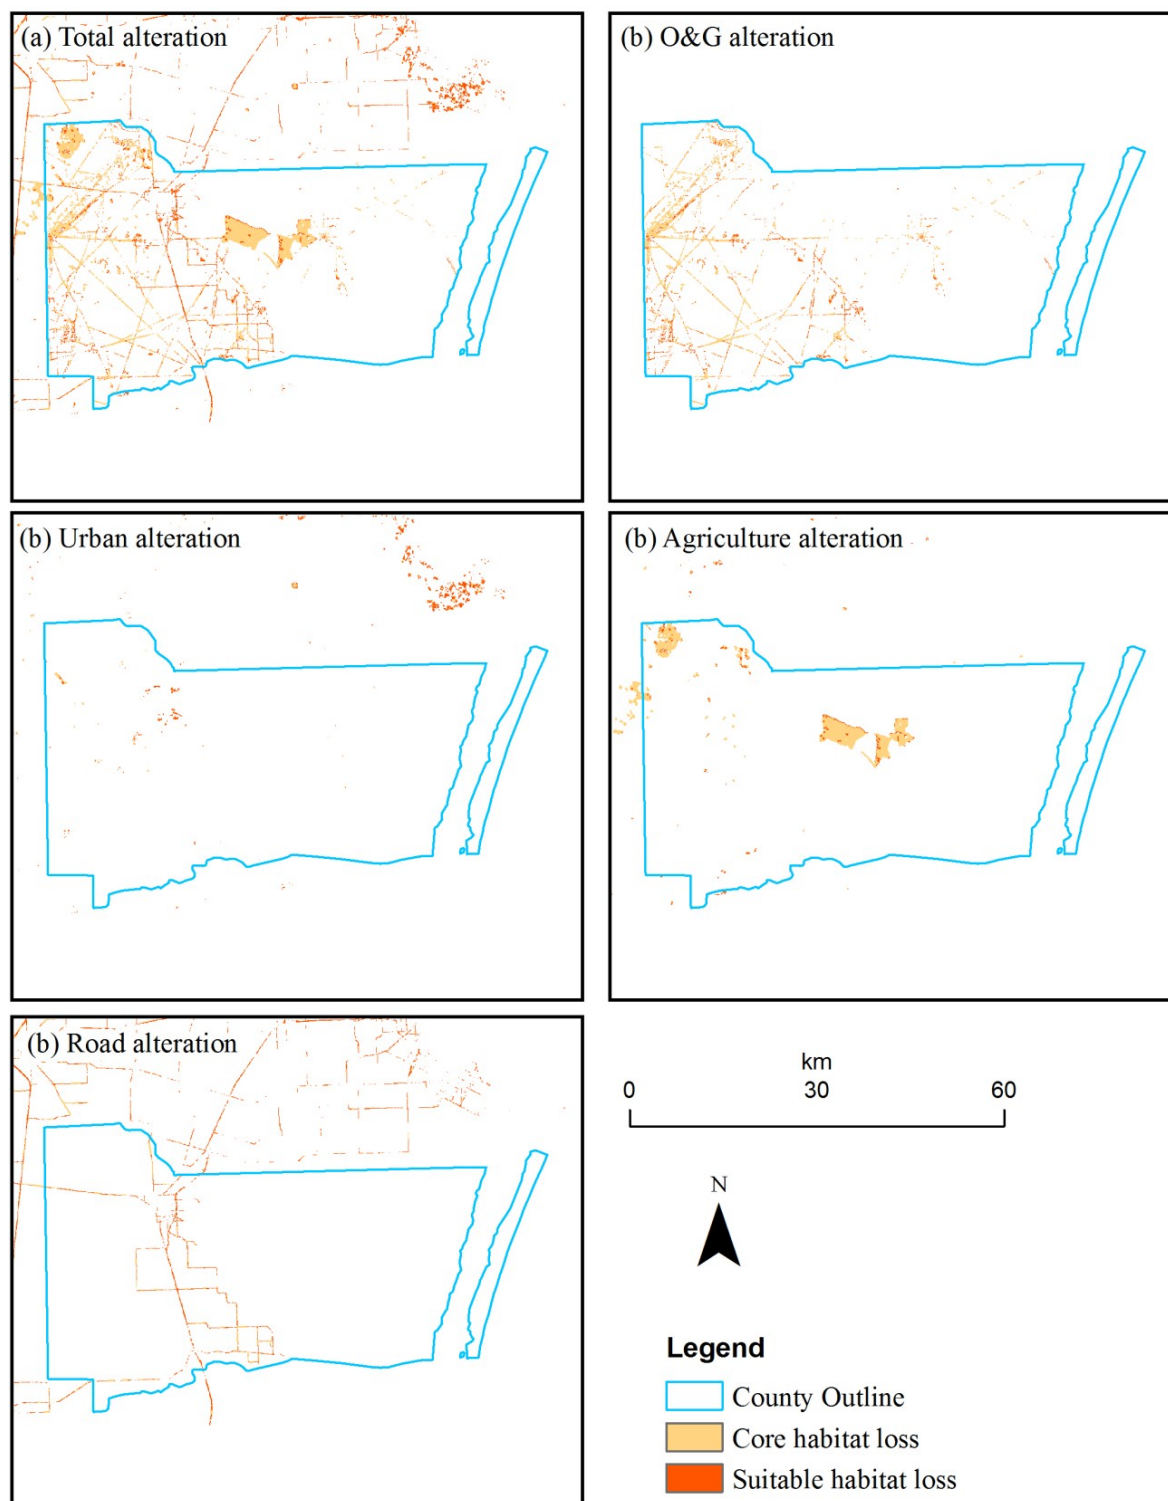 (a) Total alteration
(b) O&G alteration
(b) Urban alteration
(b) Agriculture alteration
(b) Road alteration
km
0 30 60
N
Legend
County Outline
Core habitat loss
Suitable habitat loss